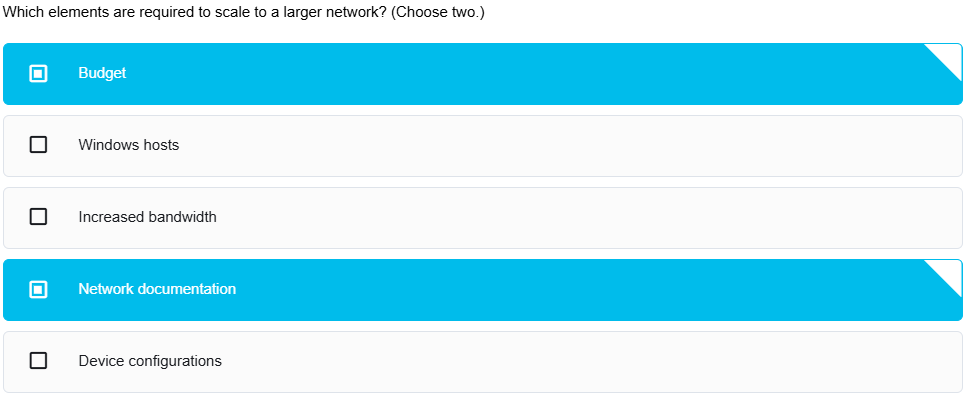 Which elements are required to scale to a larger network? (Choose two.)
Budget
Windows hosts
Increased bandwidth
Network documentation
Device configurations